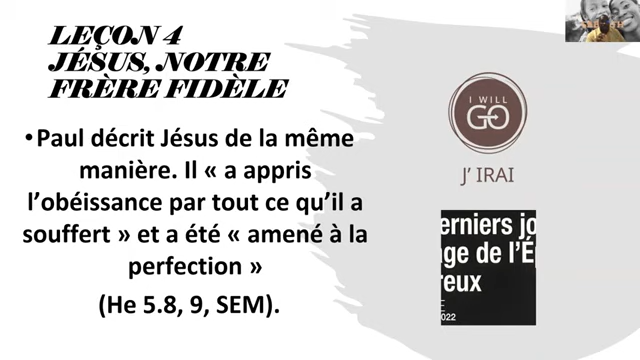 LEÇON 4
JÉSUS, NOTRE
FRÈRE FIDÈLE
•Paul décrit Jésus de la même
manière. Il « a appris
l’obéissance par tout ce qu’il a
souffert » et a été « amené à la
perfection »
(He 5.8, 9, SEM).
I WILL
GO
J’ IRAI
erniers jo
ge de l’É
reux
022